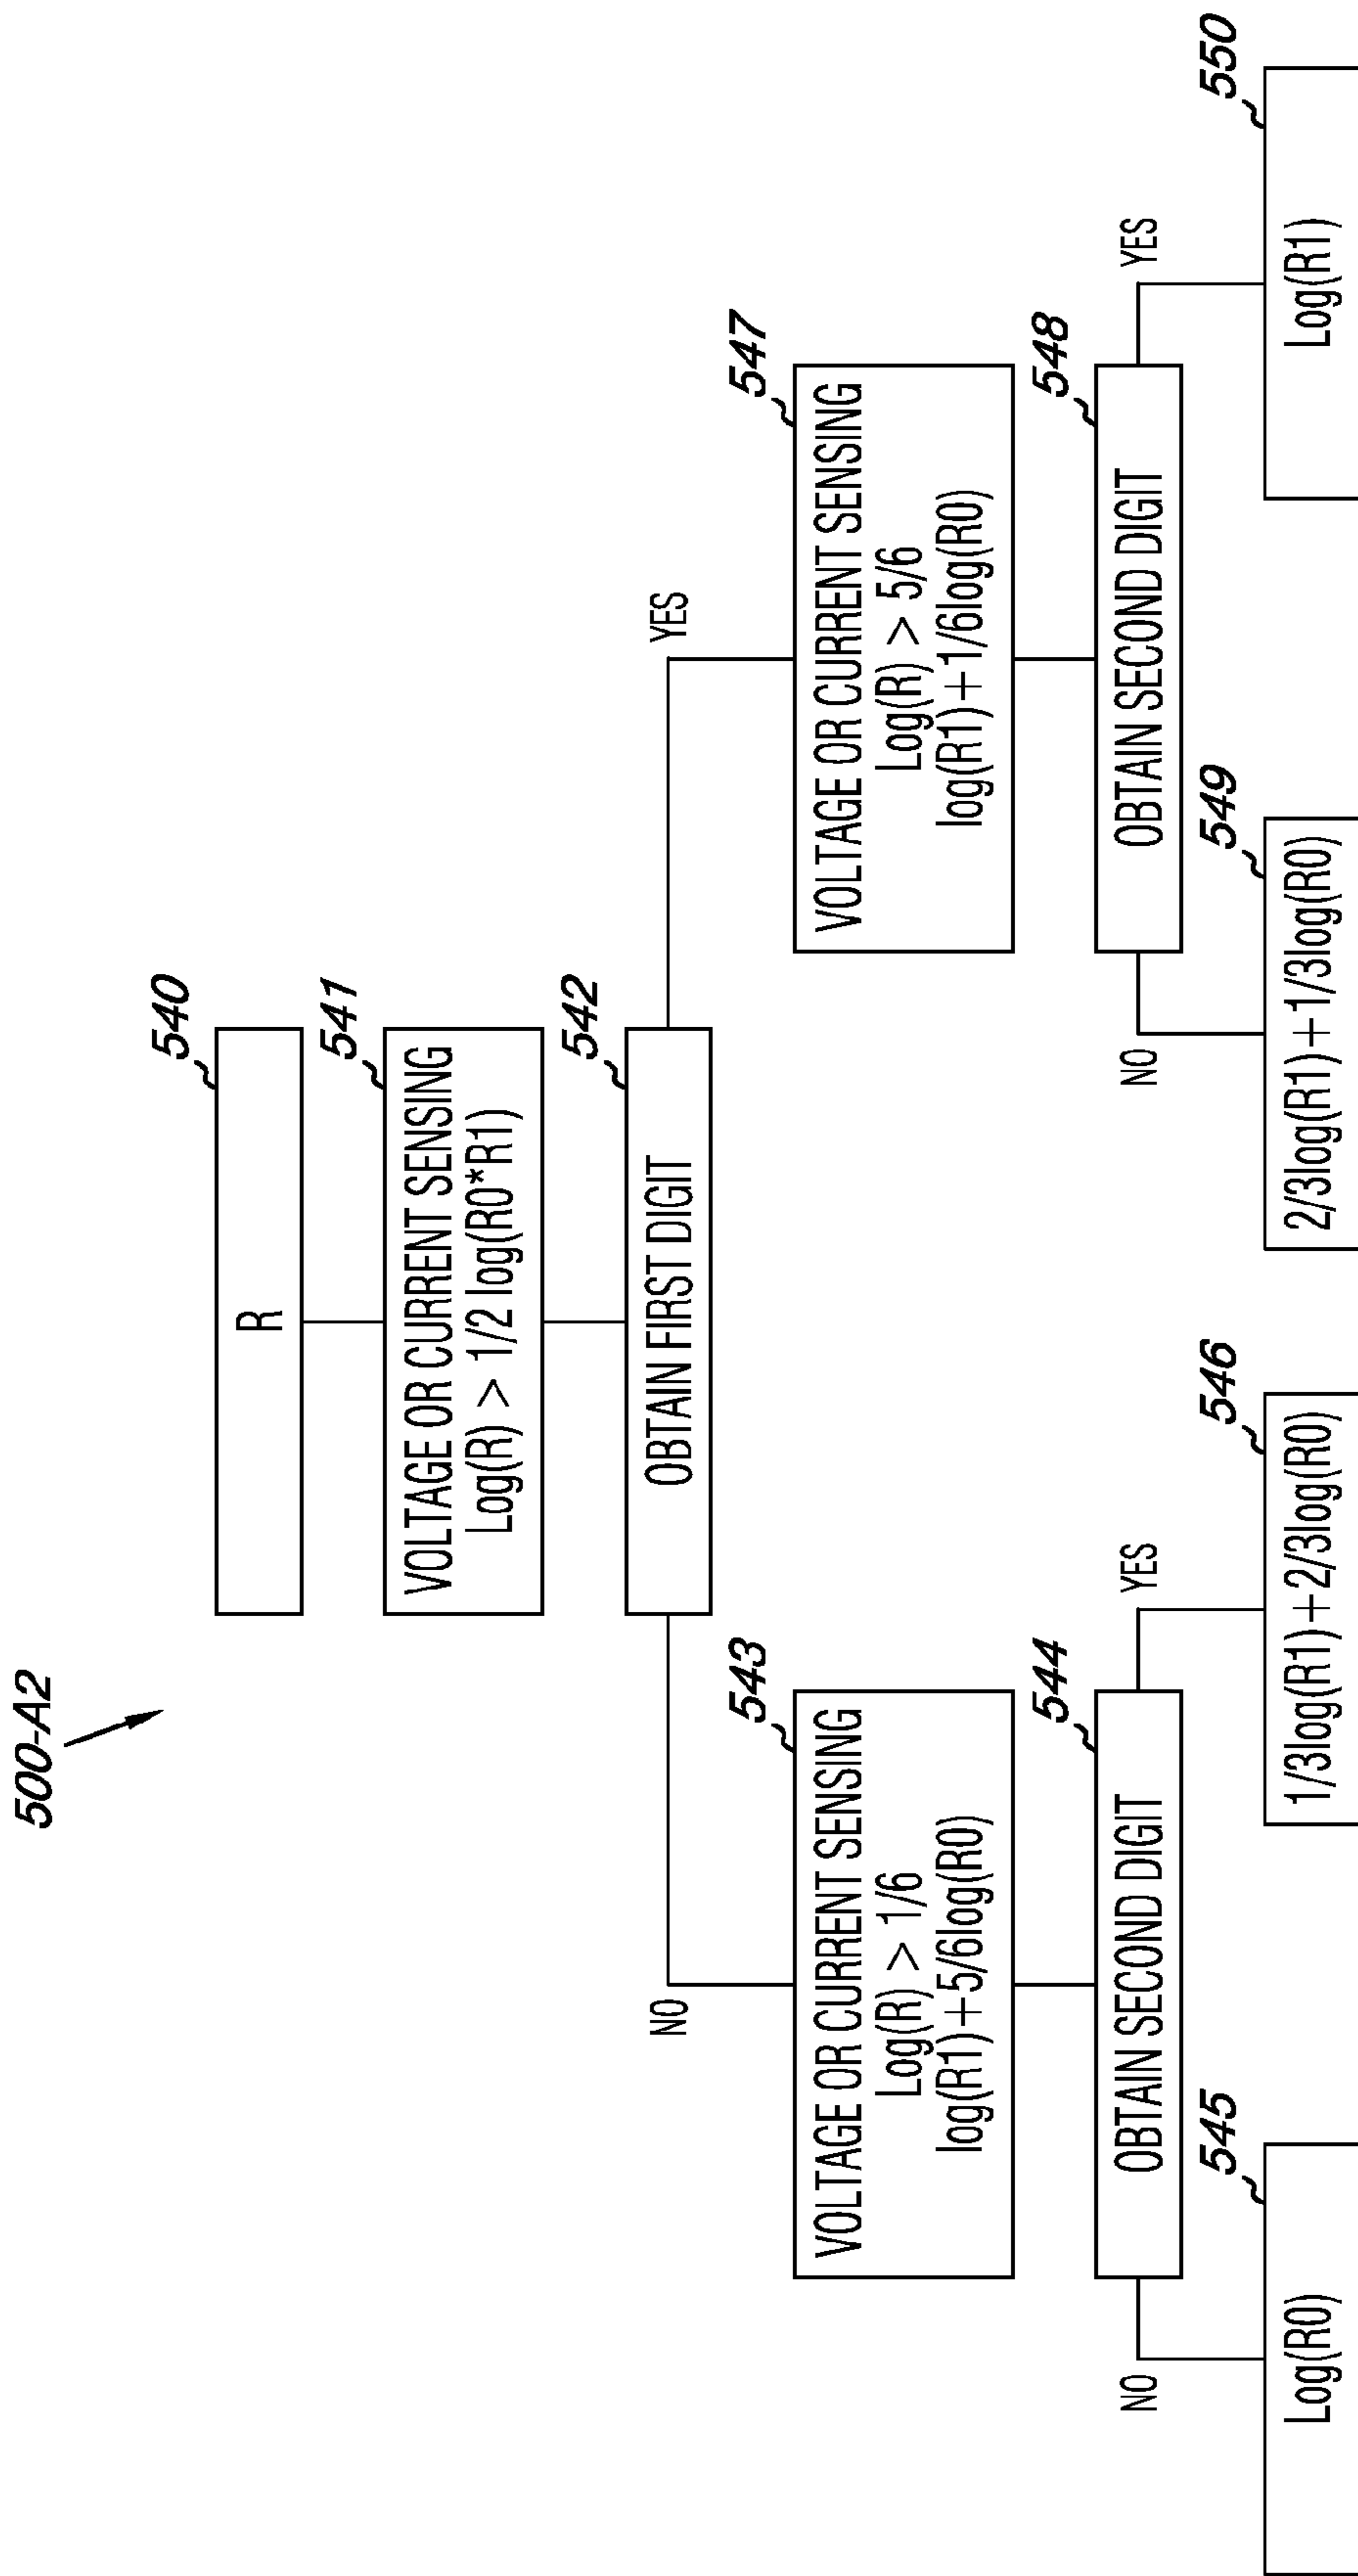 500-A2
540
R
541
VOLTAGE OR CURRENT SENSING
Log(R) > 1/2 log(R0*R1)
542
OBTAIN FIRST DIGIT
NO
YES
543
VOLTAGE OR CURRENT SENSING
Log(R) > 1/6
log(R1)+5/6log(R0)
547
VOLTAGE OR CURRENT SENSING
Log(R) > 5/6
log(R1)+1/6log(R0)
544
OBTAIN SECOND DIGIT
548
OBTAIN SECOND DIGIT
NO
YES
NO
YES
545
Log(R0)
546
1/3log(R1)+2/3log(R0)
549
2/3log(R1)+1/3log(R0)
550
Log(R1)